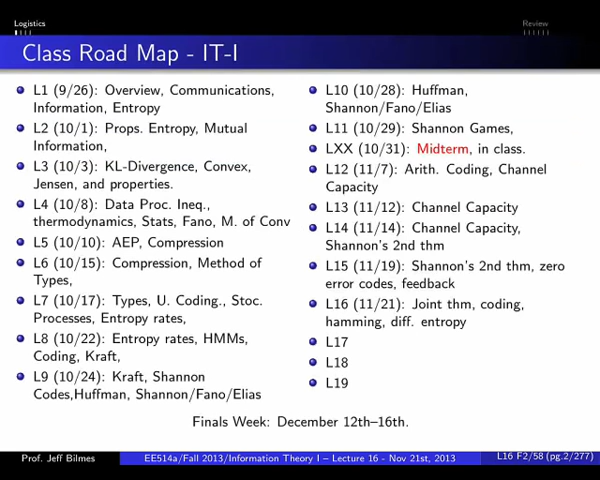 Logistics
Review
Class Road Map - IT-I
L1 (9/26): Overview, Communications,
Information, Entropy
L2 (10/1): Props. Entropy, Mutual
Information,
L3 (10/3): KL-Divergence, Convex,
Jensen, and properties.
L4 (10/8): Data Proc. Ineq.,
thermodynamics, Stats, Fano, M. of Conv
L5 (10/10): AEP, Compression
L6 (10/15): Compression, Method of
Types,
L7 (10/17): Types, U. Coding., Stoc.
Processes, Entropy rates,
L8 (10/22): Entropy rates, HMMs,
Coding, Kraft,
L9 (10/24): Kraft, Shannon
Codes,Huffman, Shannon/Fano/Elias
L10 (10/28): Huffman,
Shannon/Fano/Elias
L11 (10/29): Shannon Games,
LXX (10/31): Midterm, in class.
L12 (11/7): Arith. Coding, Channel
Capacity
L13 (11/12): Channel Capacity
L14 (11/14): Channel Capacity,
Shannon's 2nd thm
L15 (11/19): Shannon's 2nd thm, zero
error codes, feedback
L16 (11/21): Joint thm, coding,
hamming, diff. entropy
L17
L18
L19
Finals Week: December 12th–16th.
Prof. Jeff Bilmes
EE514a/Fall 2013/Information Theory I – Lecture 16 - Nov 21st, 2013
L16 F2/58 (pg.2/277)